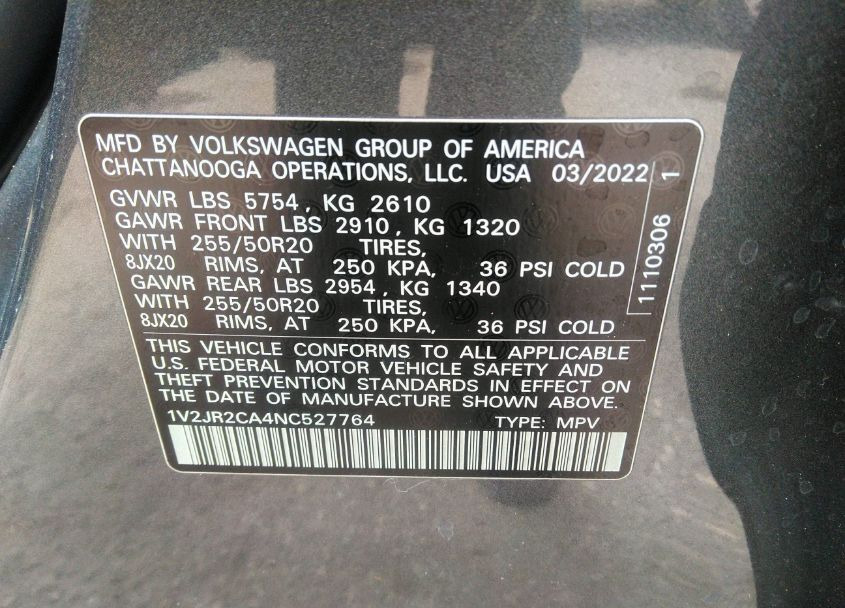 MFD BY VOLKSWAGEN GROUP OF AMERICA
CHATTANOOGA OPERATIONS, LLC. USA 03/2022
GVWR LBS 5754, KG 2610
GAWR FRONT LBS 2910, KG 1320
WITH 255/50R20 TIRES,
8JX20 RIMS, AT 250 KPA, 36 PSI COLD
GAWR REAR LBS 2954, KG 1340
WITH 255/50R20 TIRES,
8JX20 RIMS, AT 250 KPA, 36 PSI COLD
1110306 1
THIS VEHICLE CONFORMS TO ALL APPLICABLE
U.S. FEDERAL MOTOR VEHICLE SAFETY AND
THEFT PREVENTION STANDARDS IN EFFECT ON
THE DATE OF MANUFACTURE SHOWN ABOVE.
1V2JR2CA4NC527764 TYPE: MPV